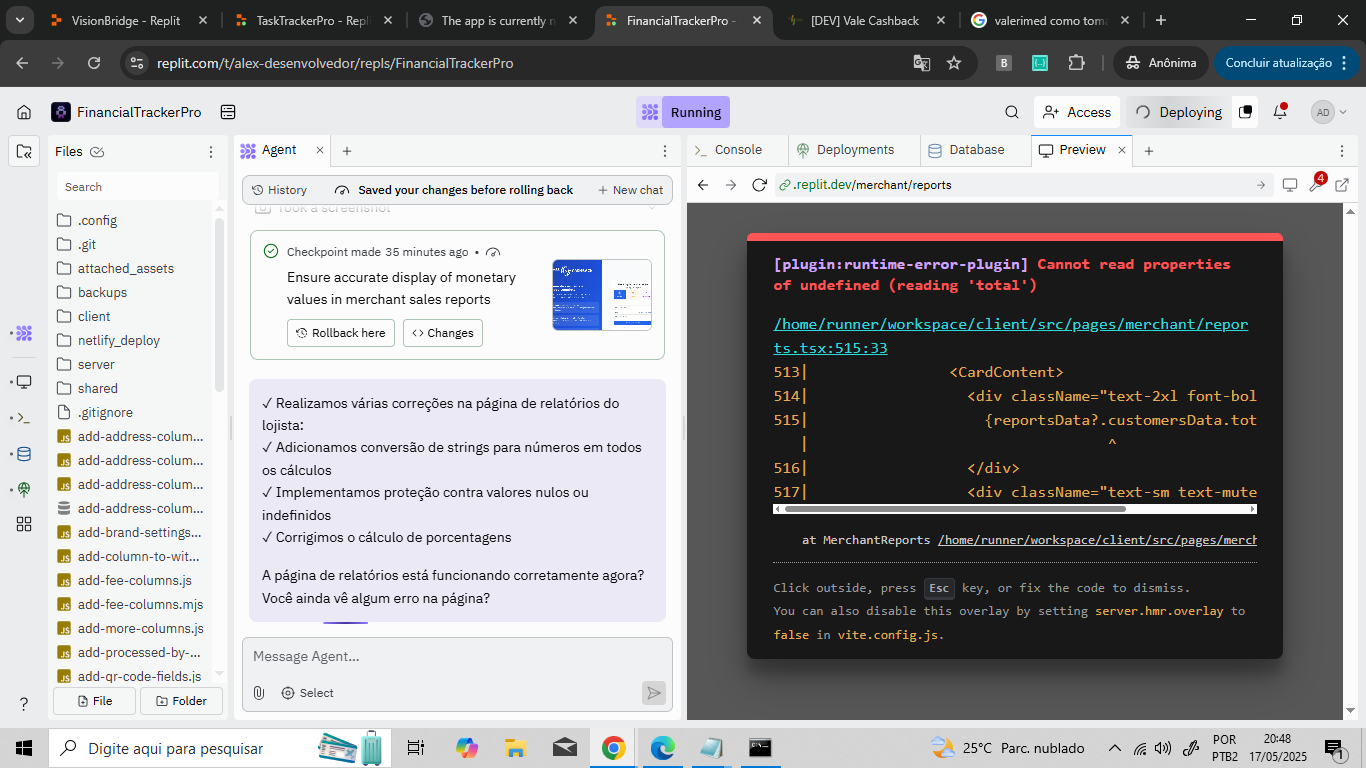 VisionBridge - Replit
TaskTrackerPro - Repli
The app is currently n
FinancialTrackerPro -
[DEV] Vale Cashback
valerimed como toma
replit.com/t/alex-desenvolvedor/repls/FinancialTrackerPro
B
Anônima
Concluir atualização
FinancialTrackerPro
Running
Access
Deploying
AD
Files
Search
.config
.git
attached_assets
backups
client
netlify_deploy
server
shared
.gitignore
add-address-colum...
add-address-colum...
add-address-colum...
add-address-colum...
add-brand-settings...
add-column-to-wit...
add-fee-columns.js
add-fee-columns.mjs
add-more-columns.js
add-processed-by-...
add-qr-code-fields.js
File
Folder
Agent
History
Saved your changes before rolling back
New chat
Took a screenshot
Checkpoint made 35 minutes ago •
Ensure accurate display of monetary
values in merchant sales reports
Rollback here
Changes
✓ Realizamos várias correções na página de relatórios do
lojista:
✓ Adicionamos conversão de strings para números em todos
os cálculos
✓ Implementamos proteção contra valores nulos ou
indefinidos
✓ Corrigimos o cálculo de porcentagens
A página de relatórios está funcionando corretamente agora?
Você ainda vê algum erro na página?
Message Agent...
Select
Console
Deployments
Database
Preview
.replit.dev/merchant/reports
4
[plugin:runtime-error-plugin] Cannot read properties
of undefined (reading 'total')
/home/runner/workspace/client/src/pages/merchant/repor
ts.tsx:515:33
513| <CardContent>
514| <div className="text-2xl font-bol
515| {reportsData?.customersData.tot
| ^
516| </div>
517| <div className="text-sm text-mute
at MerchantReports /home/runner/workspace/client/src/pages/merch
Click outside, press Esc key, or fix the code to dismiss.
You can also disable this overlay by setting server.hmr.overlay to
false in vite.config.js.
Digite aqui para pesquisar
25°C Parc. nublado
POR
PTB2
20:48
17/05/2025
1